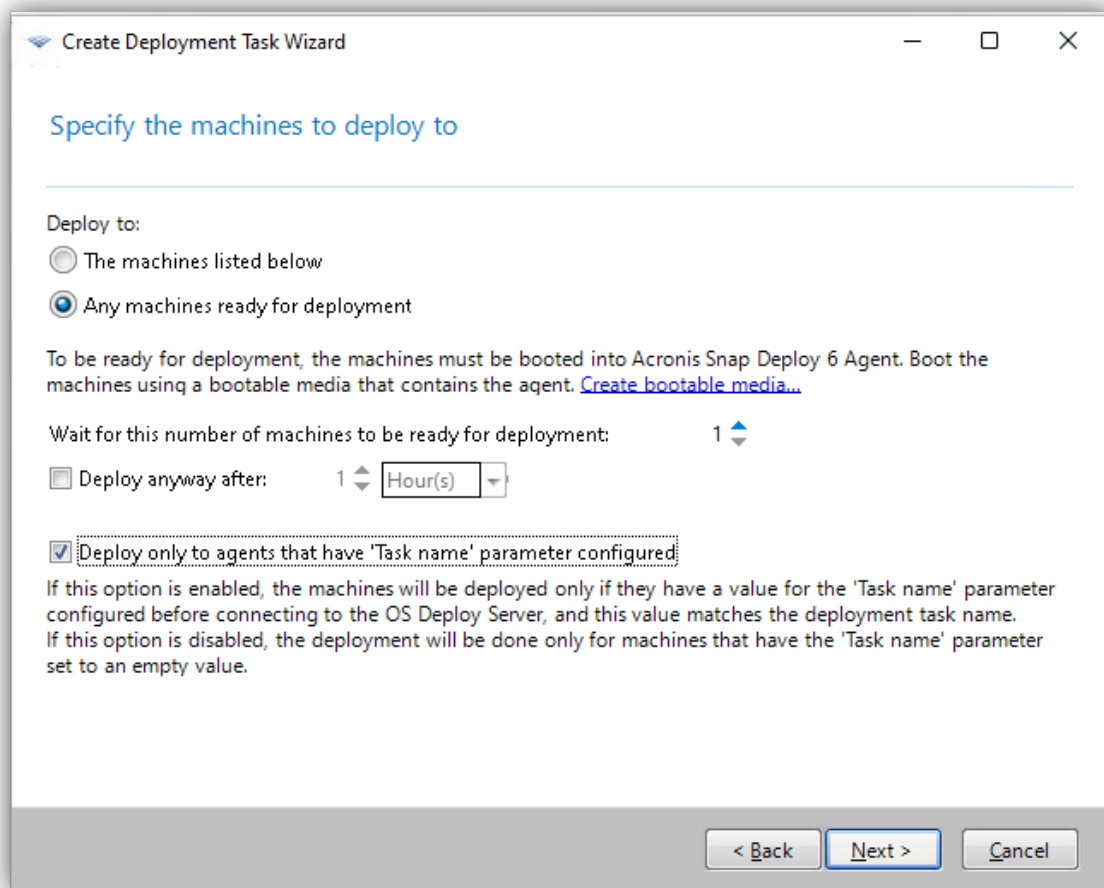 Create Deployment Task Wizard
Specify the machines to deploy to
Deploy to:
The machines listed below
Any machines ready for deployment
To be ready for deployment, the machines must be booted into Acronis Snap Deploy 6 Agent. Boot the
machines using a bootable media that contains the agent. Create bootable media...
Wait for this number of machines to be ready for deployment: 1
Deploy anyway after: 1 Hour(s)
Deploy only to agents that have 'Task name' parameter configured
If this option is enabled, the machines will be deployed only if they have a value for the 'Task name' parameter
configured before connecting to the OS Deploy Server, and this value matches the deployment task name.
If this option is disabled, the deployment will be done only for machines that have the 'Task name' parameter
set to an empty value.
< Back Next > Cancel